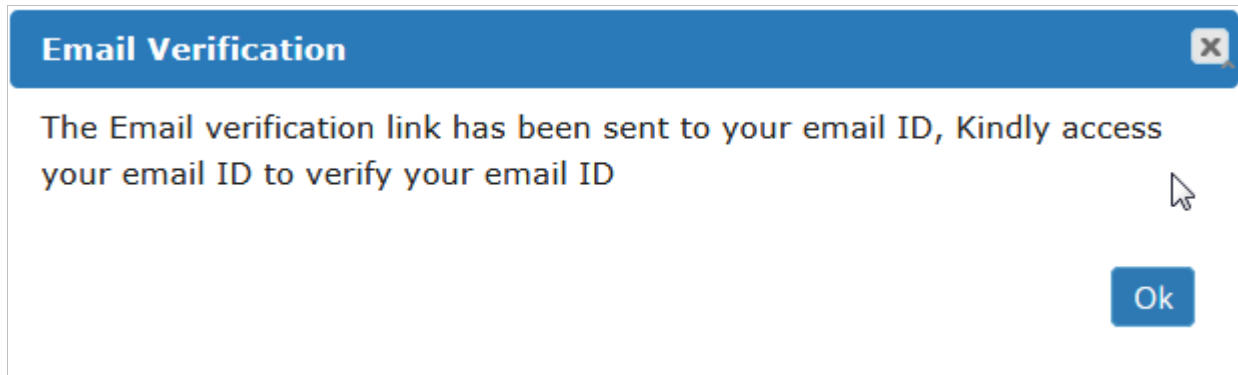 Email Verification
The Email verification link has been sent to your email ID, Kindly access
your email ID to verify your email ID
Ok